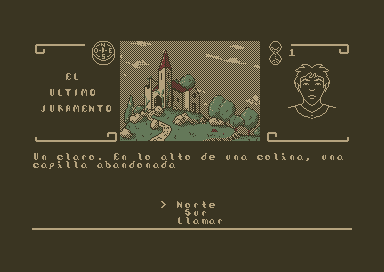 EL
ULTIMO
JURAMENTO
1
Un claro. En lo alto de una colina, una
capilla abandonada
> Norte
Sur
Llamar